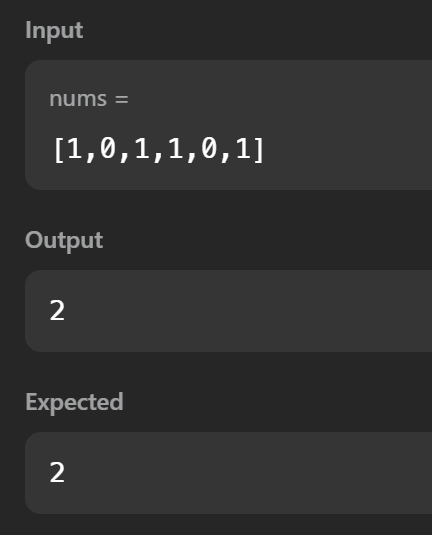 Input
nums =
[1,0,1,1,0,1]
Output
2
Expected
2